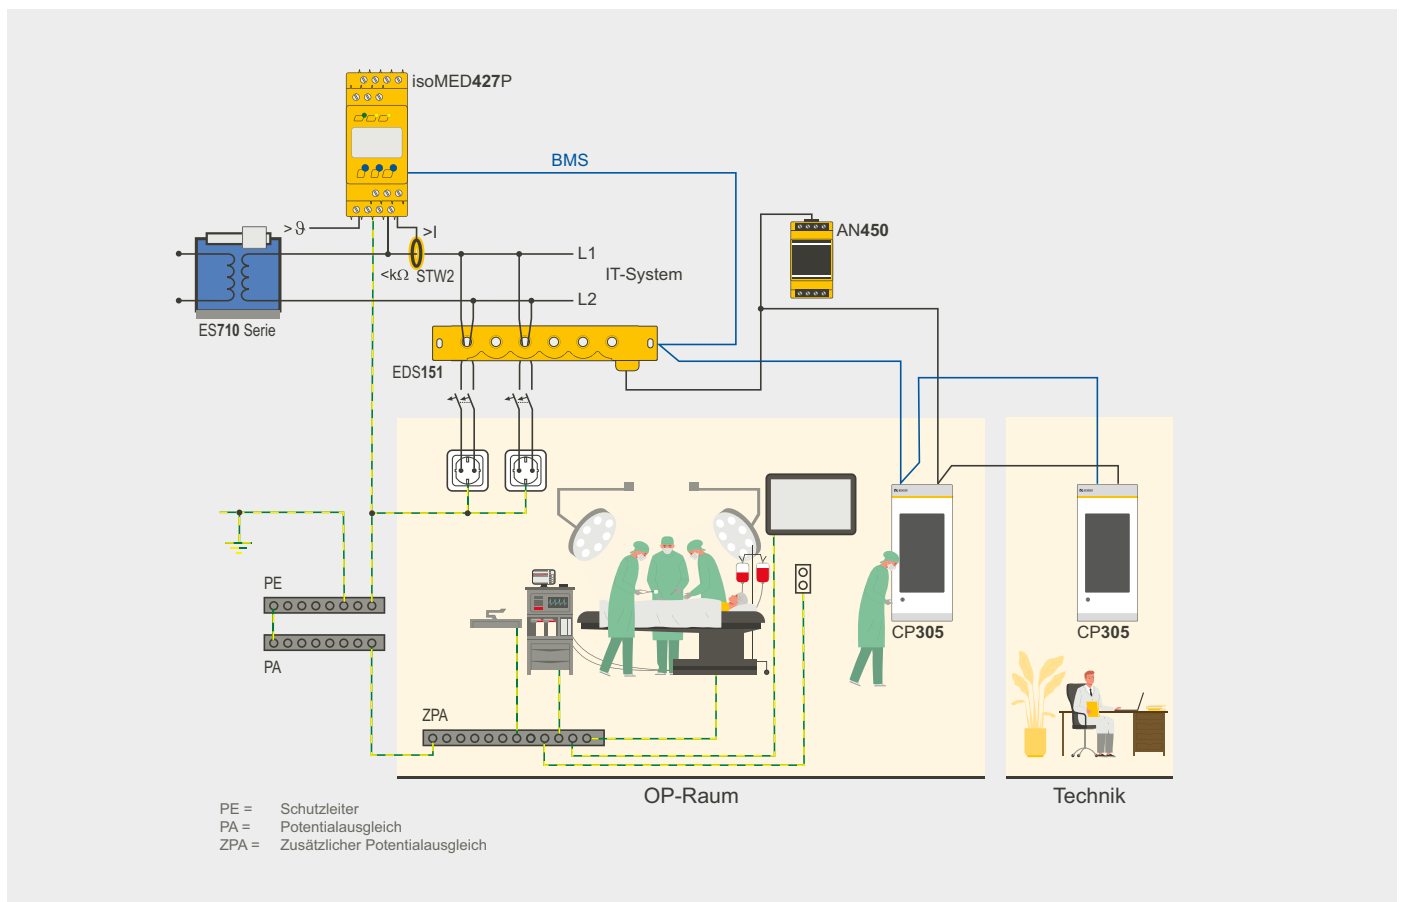 isoMED427P
BMS
>ϑ
>I
AN450
L1
<kΩ
STW2
IT-System
L2
ES710 Serie
EDS151
PE
CP305
CP305
PA
ZPA
OP-Raum
Technik
PE = Schutzleiter
PA = Potentialausgleich
ZPA = Zusätzlicher Potentialausgleich